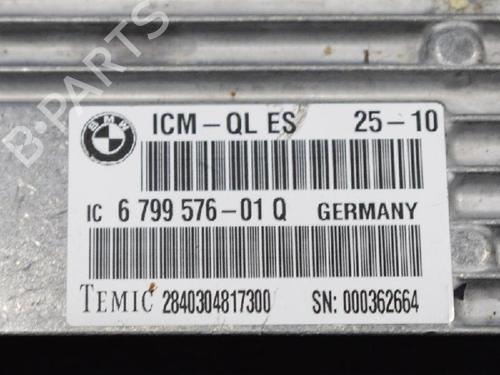 B-PARTS
BMW
ICM-QL ES 25-10
IC 6 799 576-01 Q GERMANY
TEMIC 2840304817300 SN: 000362664